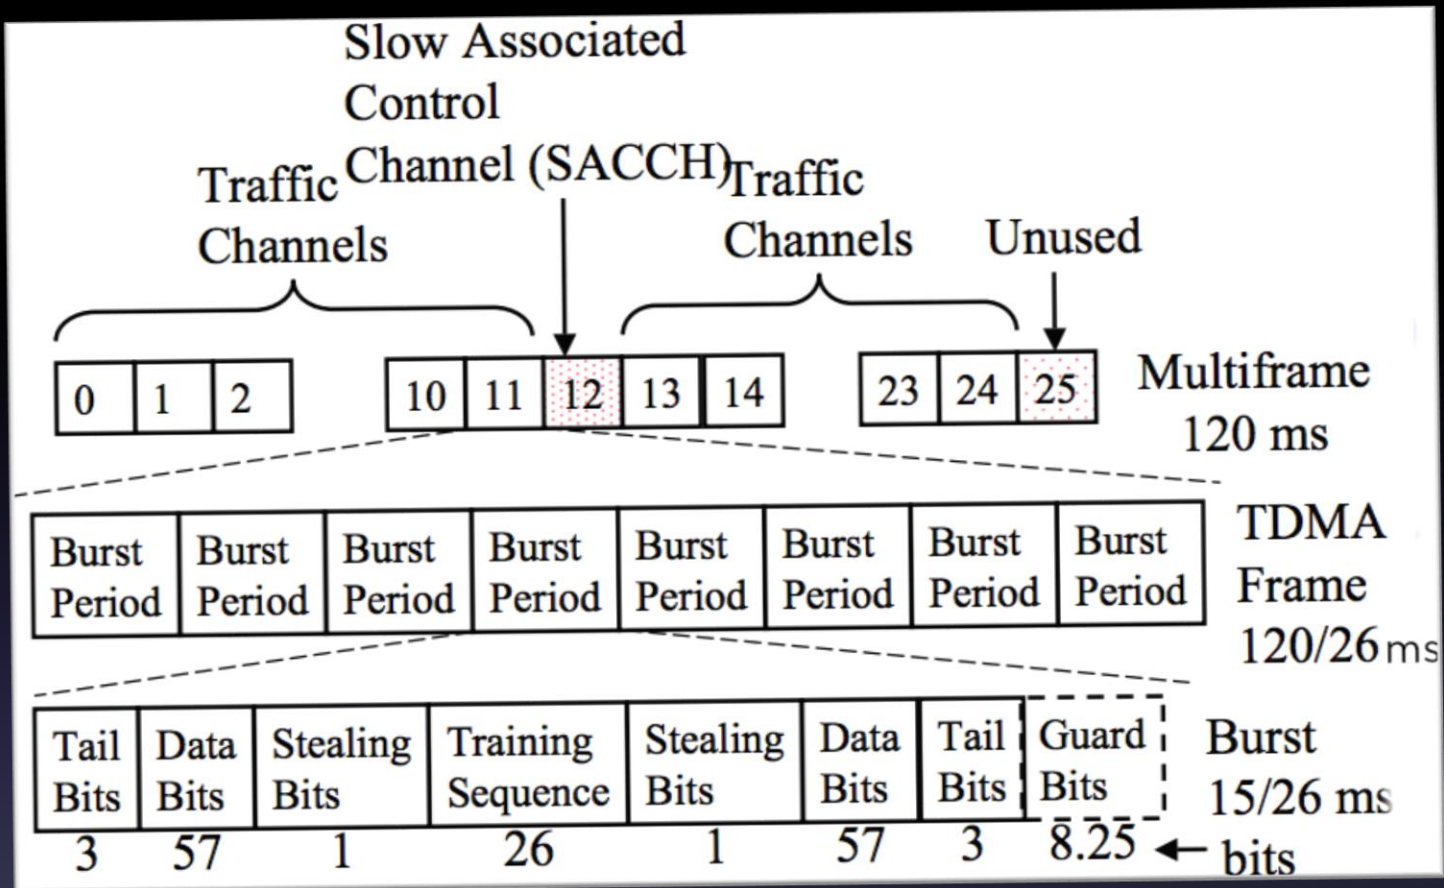 Slow Associated
Control
Channel (SACCH)
Traffic
Channels
Traffic
Channels
Unused
0 1 2 10 11 12 13 14 23 24 25
Multiframe
120 ms
Burst Period
Burst Period
Burst Period
Burst Period
Burst Period
Burst Period
Burst Period
Burst Period
TDMA
Frame
120/26 ms
Tail Bits
Data Bits
Stealing Bits
Training Sequence
Stealing Bits
Data Bits
Tail Bits
Guard Bits
Burst
15/26 ms
3 57 1 26 1 57 3 8.25 bits